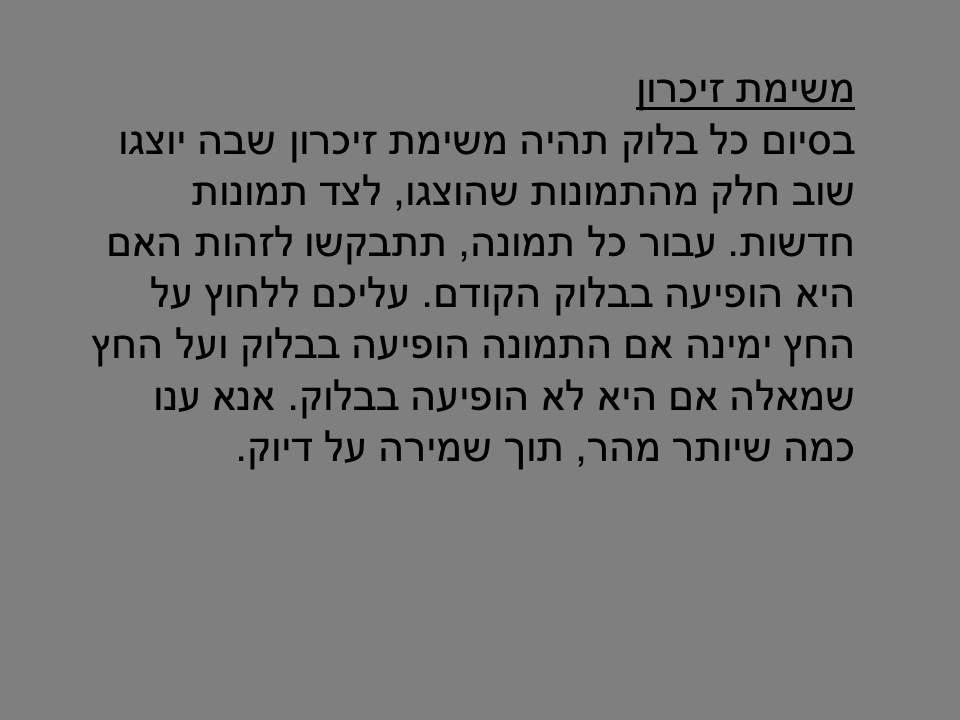 משימת זיכרון
בסיום כל בלוק תהיה משימת זיכרון שבה יוצגו
שוב חלק מהתמונות שהוצגו, לצד תמונות
חדשות. עבור כל תמונה, תתבקשו לזהות האם
היא הופיעה בבלוק הקודם. עליכם ללחוץ על
החץ ימינה אם התמונה הופיעה בבלוק ועל החץ
שמאלה אם היא לא הופיעה בבלוק. אנא ענו
כמה שיותר מהר, תוך שמירה על דיוק.